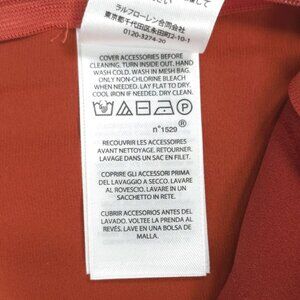 ラルフローレン合同会社
東京都千代田区永田町2-10-1
0120-3274-20
COVER ACCESSORIES BEFORE
CLEANING. TURN INSIDE OUT. HAND
WASH COLD. WASH IN MESH BAG.
ONLY NON-CHLORINE BLEACH
WHEN NEEDED. LAY FLAT TO DRY.
COOL IRON IF NEEDED. OR DRY CLEAN.
P
®
n°1529
RECOUVRIR LES ACCESSOIRES
AVANT NETTOYAGE. RETOURNER.
LAVAGE DANS UN SAC EN FILET.
COPRIRE GLI ACCESSORI PRIMA
DEL LAVAGGIO A SECCO. LAVARE
AL ROVESCIO. LAVARE IN UN
SACCHETTO IN RETE.
CUBRIR ACCESORIOS ANTES DEL
LAVADO. VOLTEE LA PRENDA A
REVES. LAVE EN UNA BOLSA DE
MALLA.